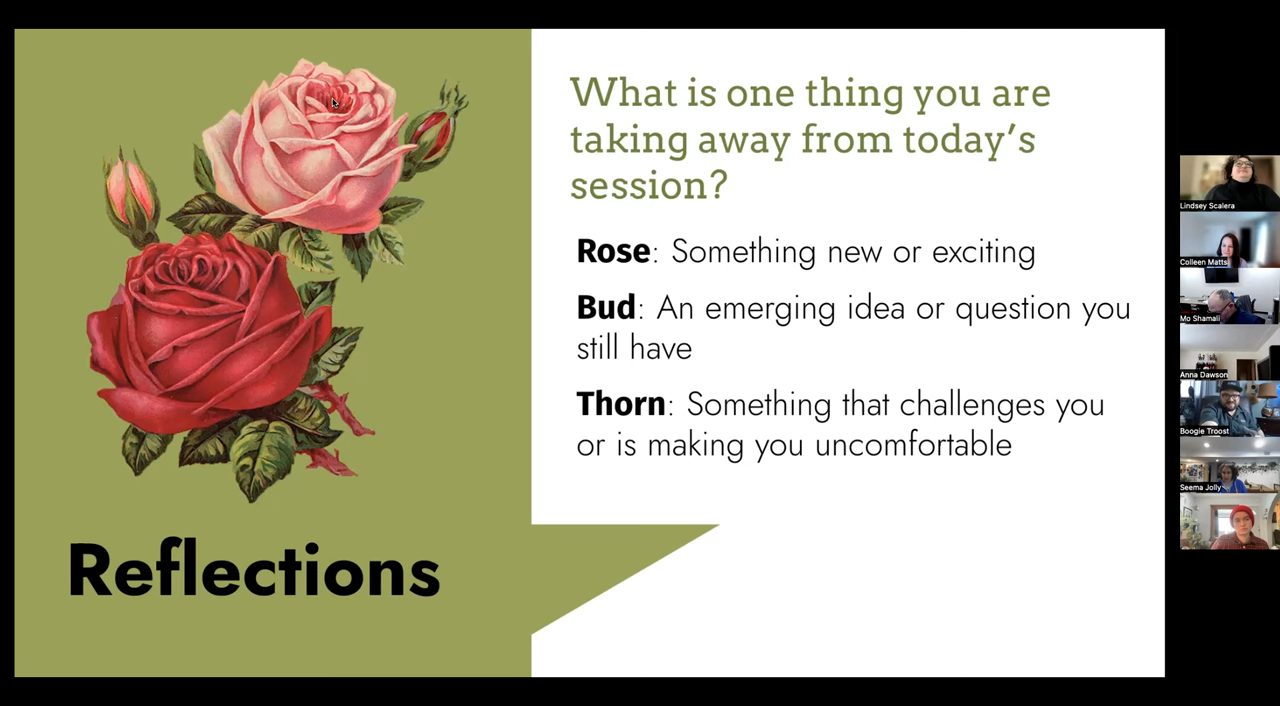 What is one thing you are
taking away from today's
session?
Rose: Something new or exciting
Bud: An emerging idea or question you
still have
Thorn: Something that challenges you
or is making you uncomfortable
Reflections
Lindsey Scalera
Colleen Matts
Mo Shamali
Anna Dawson
Boogie Troost
Seema Jolly